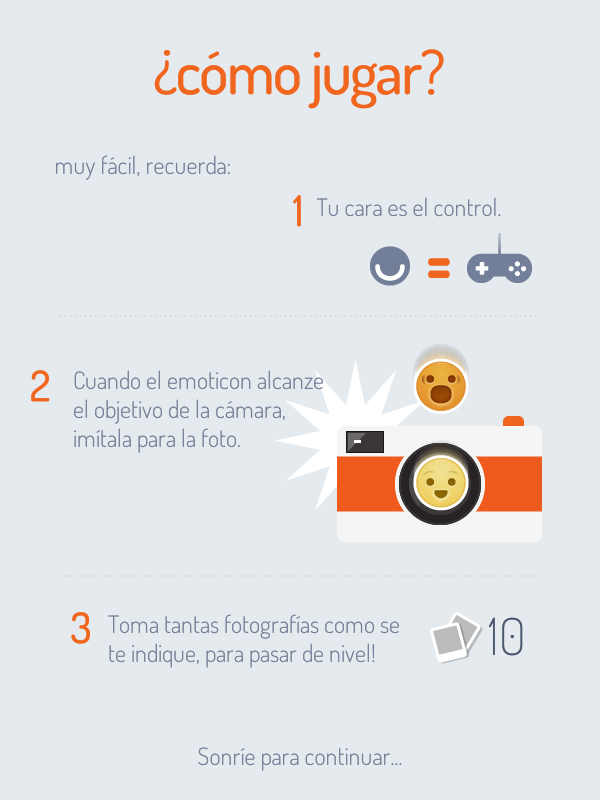 ¿cómo jugar?
muy fácil, recuerda:
1 Tu cara es el control.
2 Cuando el emoticon alcanze
el objetivo de la cámara,
imítala para la foto.
3 Toma tantas fotografías como se
te indique, para pasar de nivel!
10
Sonríe para continuar...